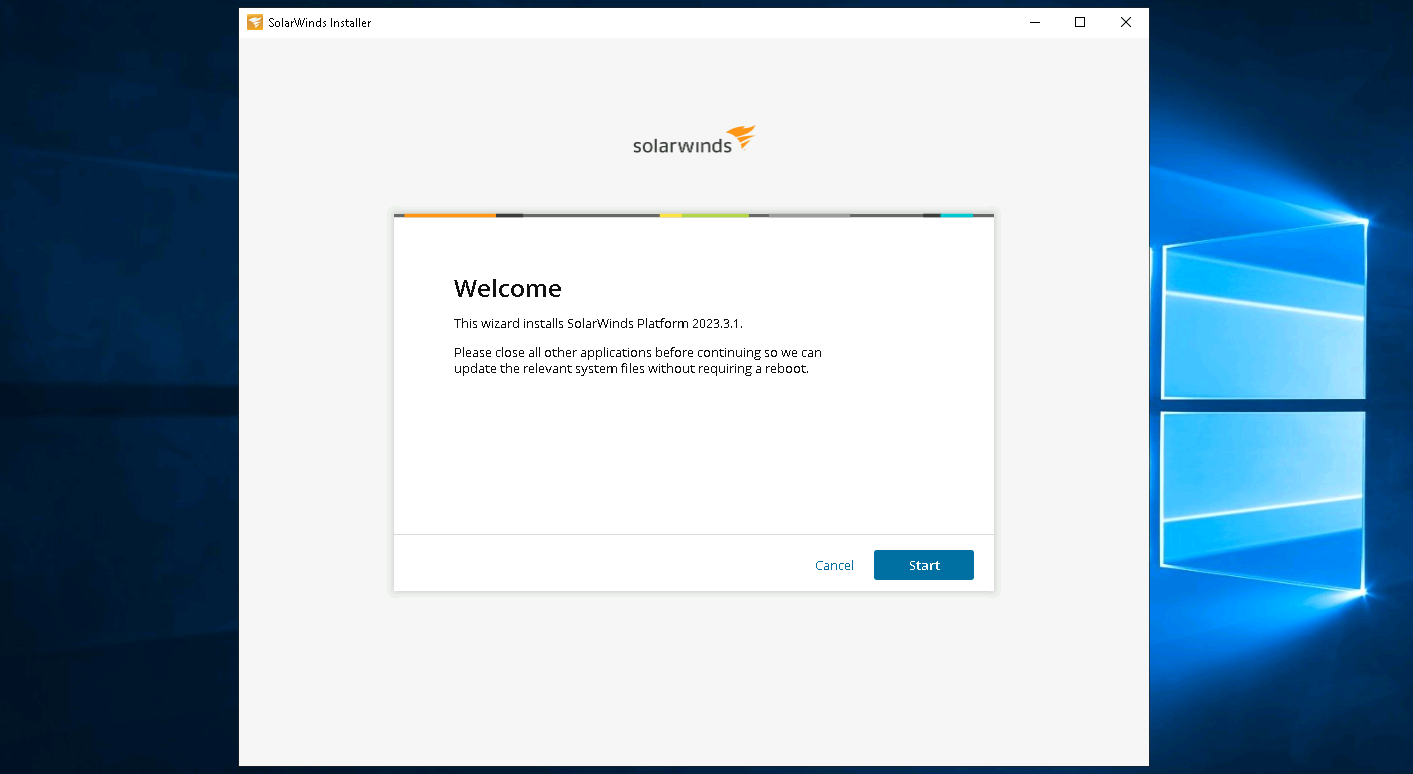 SolarWinds Installer
solarwinds
Welcome
This wizard installs SolarWinds Platform 2023.3.1.
Please close all other applications before continuing so we can
update the relevant system files without requiring a reboot.
Cancel
Start